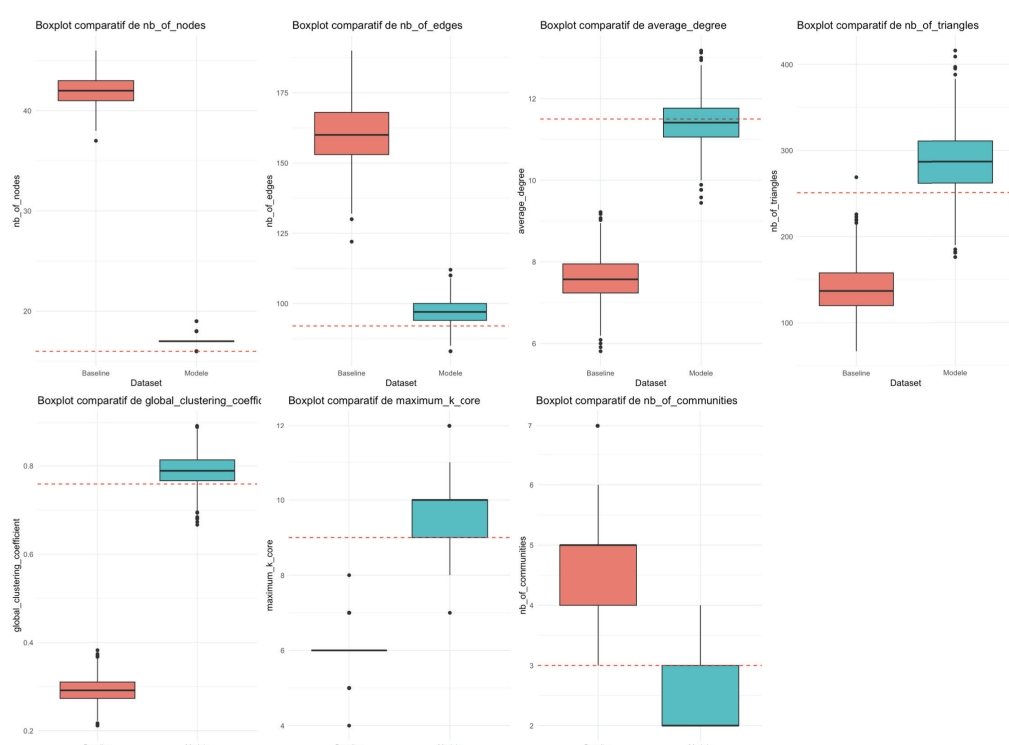 Boxplot comparatif de nb_of_nodes
nb_of_nodes
40
30
20
Baseline
Modele
Dataset
Boxplot comparatif de nb_of_edges
nb_of_edges
175
150
125
100
Baseline
Modele
Dataset
Boxplot comparatif de average_degree
average_degree
12
10
8
6
Baseline
Modele
Dataset
Boxplot comparatif de nb_of_triangles
nb_of_triangles
400
300
200
100
Baseline
Modele
Dataset
Boxplot comparatif de global_clustering_coeffic
global_clustering_coefficient
0.8
0.6
0.4
0.2
Boxplot comparatif de maximum_k_core
maximum_k_core
12
10
8
6
4
Boxplot comparatif de nb_of_communities
nb_of_communities
7
6
5
4
3
2